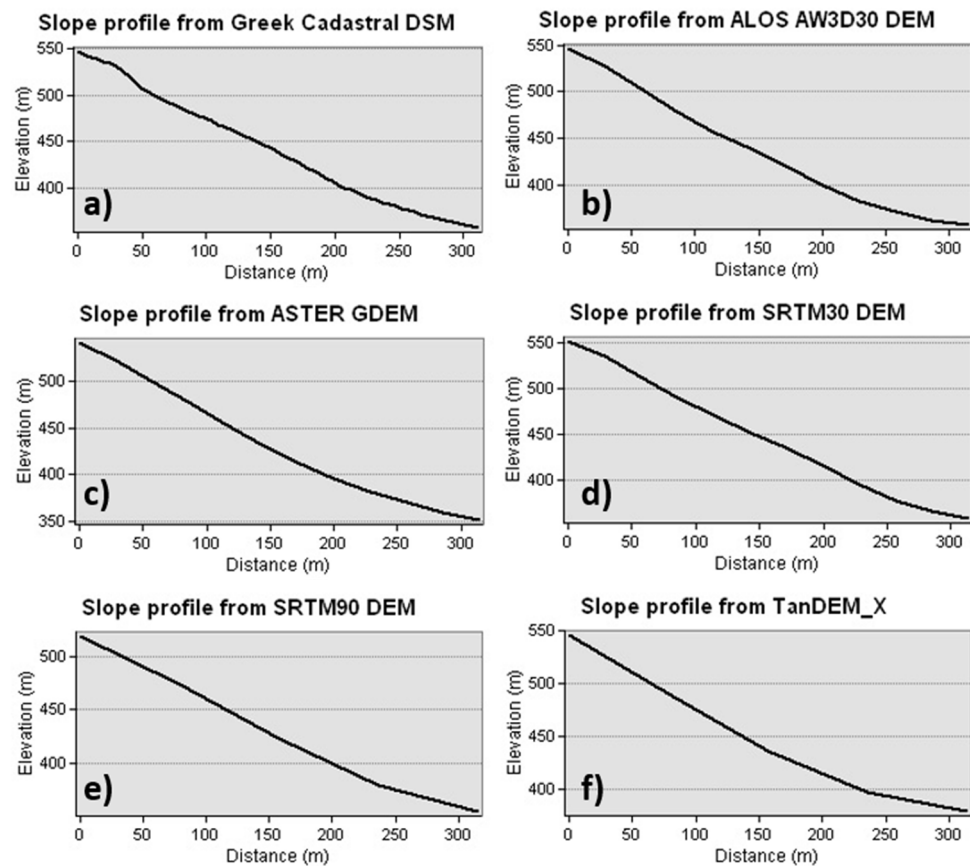 Slope profile from Greek Cadastral DSM
550
500
450
400
Elevation (m)
a)
0 50 100 150 200 250 300
Distance (m)
Slope profile from ALOS AW3D30 DEM
550
500
450
400
Elevation (m)
b)
0 50 100 150 200 250 300
Distance (m)
Slope profile from ASTER GDEM
500
450
400
350
Elevation (m)
c)
0 50 100 150 200 250 300
Distance (m)
Slope profile from SRTM30 DEM
550
500
450
400
Elevation (m)
d)
0 50 100 150 200 250 300
Distance (m)
Slope profile from SRTM90 DEM
500
450
400
Elevation (m)
e)
0 50 100 150 200 250 300
Distance (m)
Slope profile from TanDEM_X
550
500
450
400
Elevation (m)
f)
0 50 100 150 200 250 300
Distance (m)